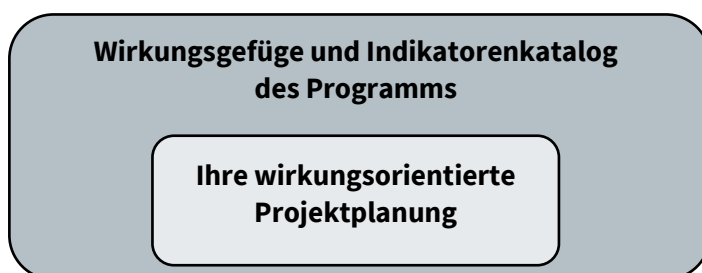 Wirkungsgefüge und Indikatorenkatalog
des Programms
Ihre wirkungsorientierte
Projektplanung